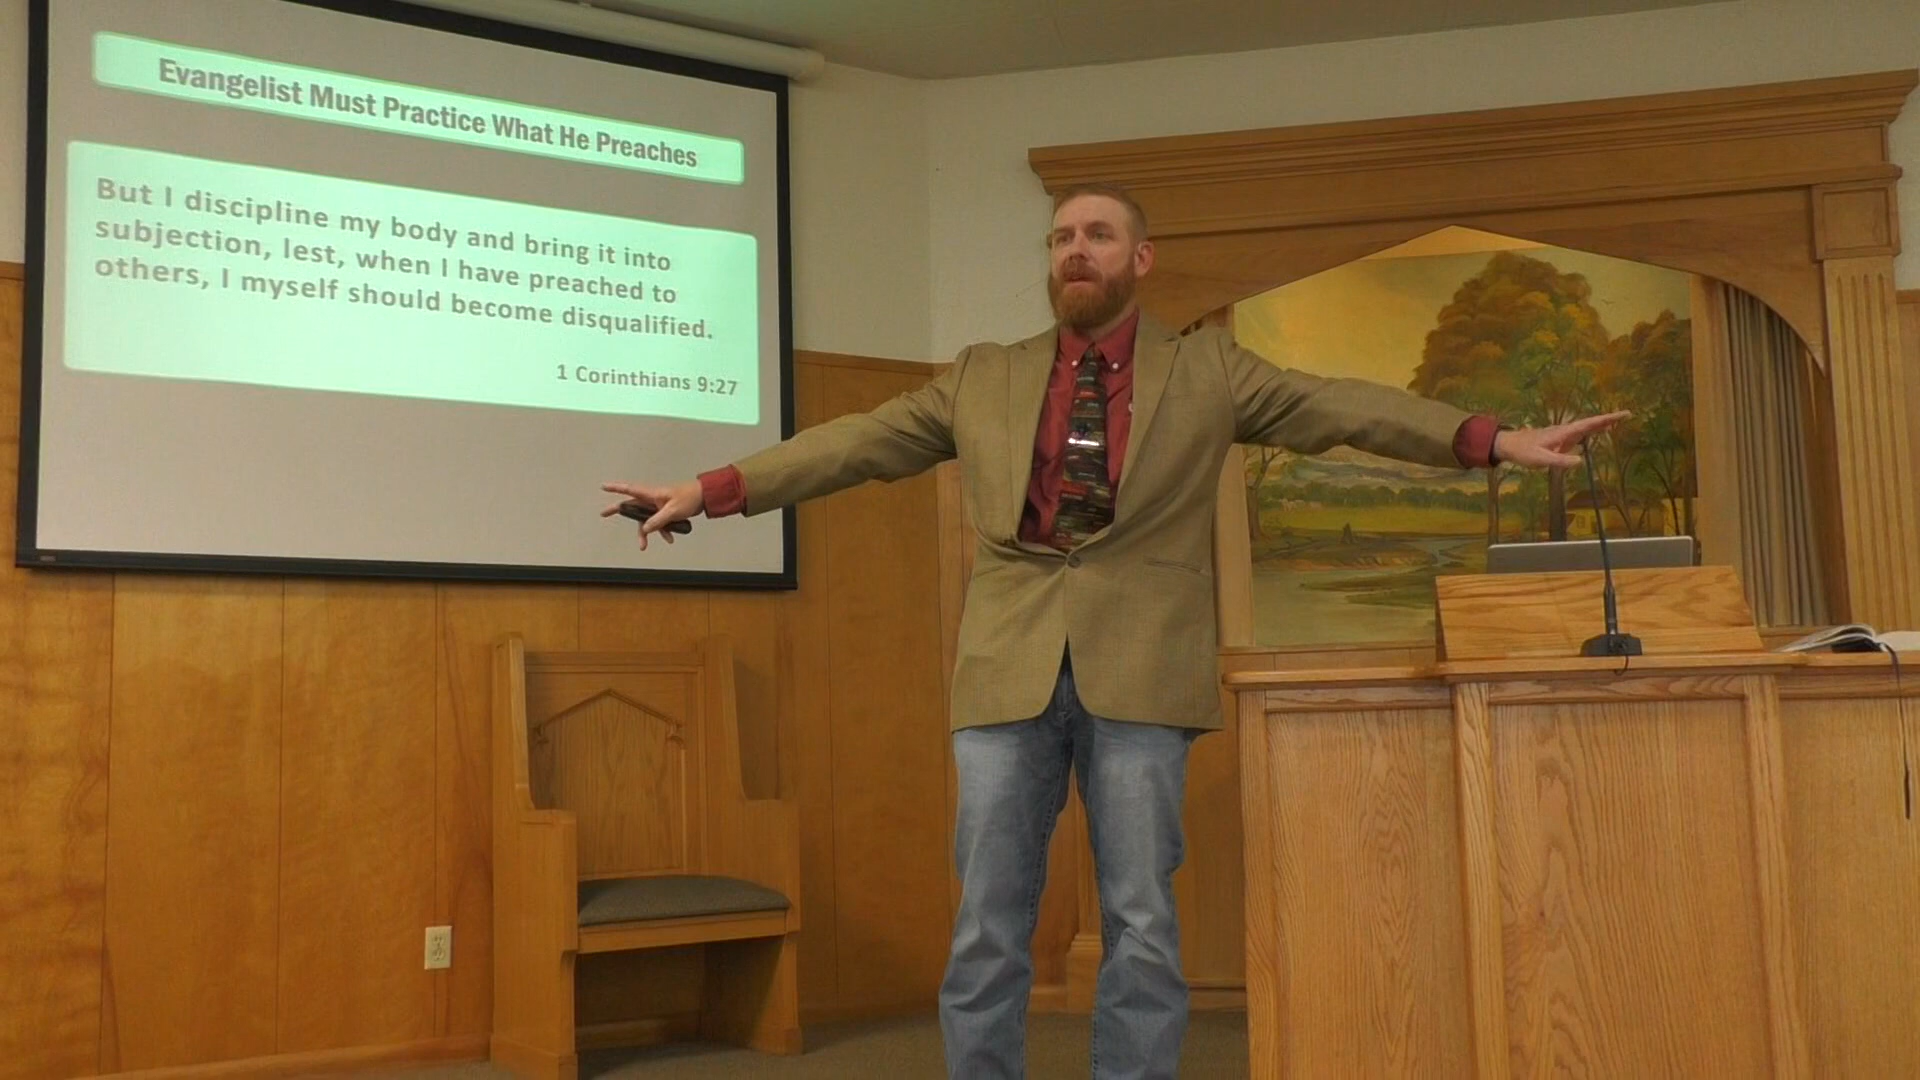 Evangelist Must Practice What He Preaches
But I discipline my body and bring it into
subjection, lest, when I have preached to
others, I myself should become disqualified.
1 Corinthians 9:27